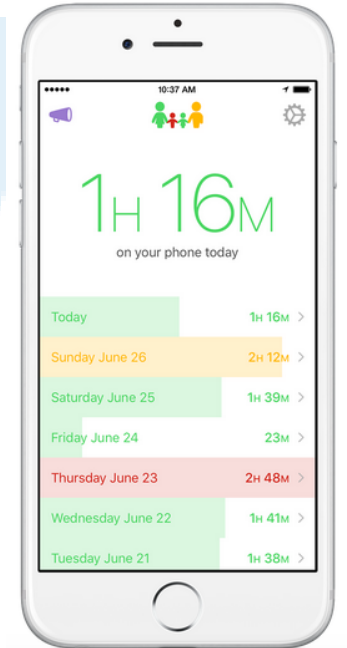 10:37 AM
1H 16M
on your phone today
Today 1H 16M
Sunday June 26 2H 12M
Saturday June 25 1H 39M
Friday June 24 23M
Thursday June 23 2H 48M
Wednesday June 22 1H 41M
Tuesday June 21 1H 38M